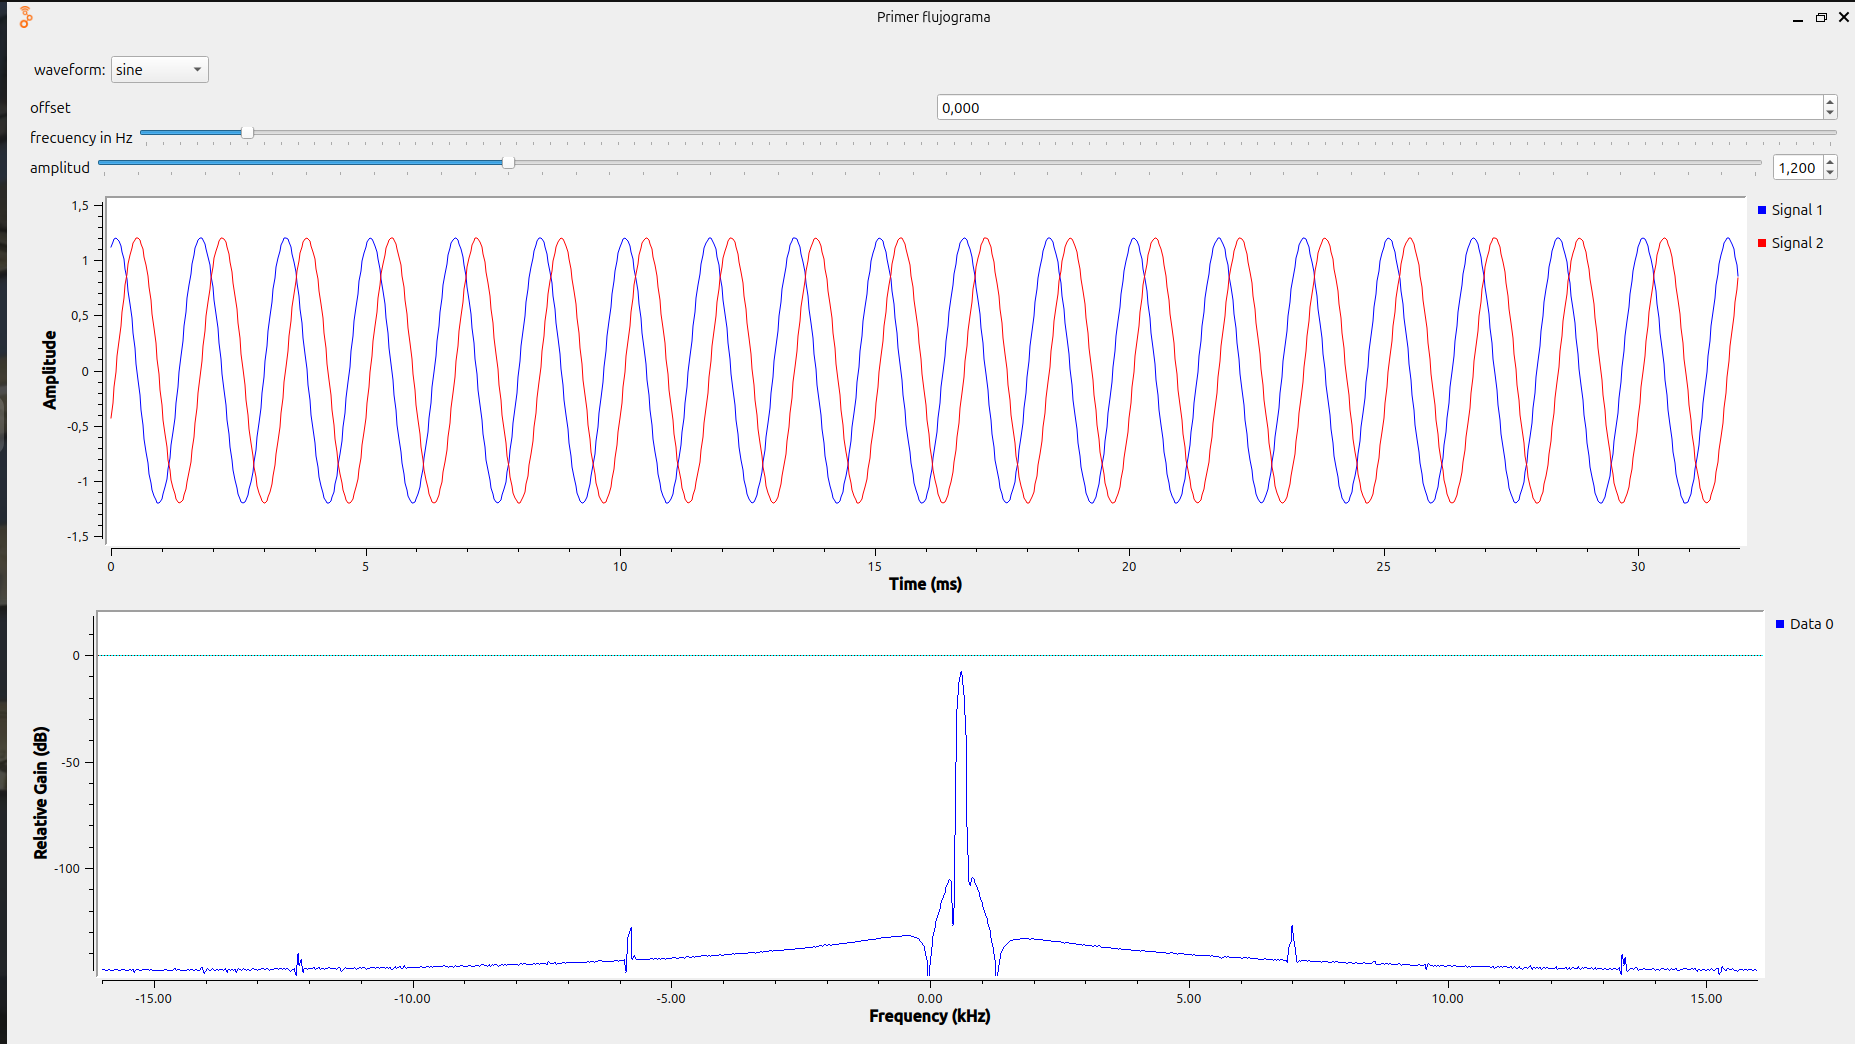 Primer flujograma
waveform: sine
offset 0,000
frecuency in Hz
amplitud 1,200
1,5
1
0,5
0
-0,5
-1
-1,5
Amplitude
Signal 1
Signal 2
0 5 10 15 20 25 30
Time (ms)
0
-50
-100
Relative Gain (dB)
Data 0
-15.00 -10.00 -5.00 0.00 5.00 10.00 15.00
Frequency (kHz)